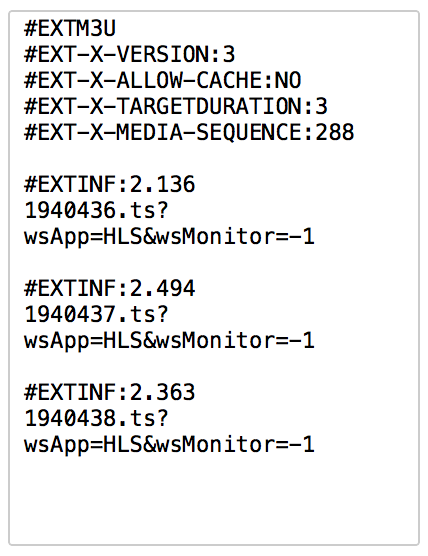 #EXTM3U
#EXT-X-VERSION:3
#EXT-X-ALLOW-CACHE:NO
#EXT-X-TARGETDURATION:3
#EXT-X-MEDIA-SEQUENCE:288
#EXTINF:2.136
1940436.ts?
wsApp=HLS&wsMonitor=-1
#EXTINF:2.494
1940437.ts?
wsApp=HLS&wsMonitor=-1
#EXTINF:2.363
1940438.ts?
wsApp=HLS&wsMonitor=-1